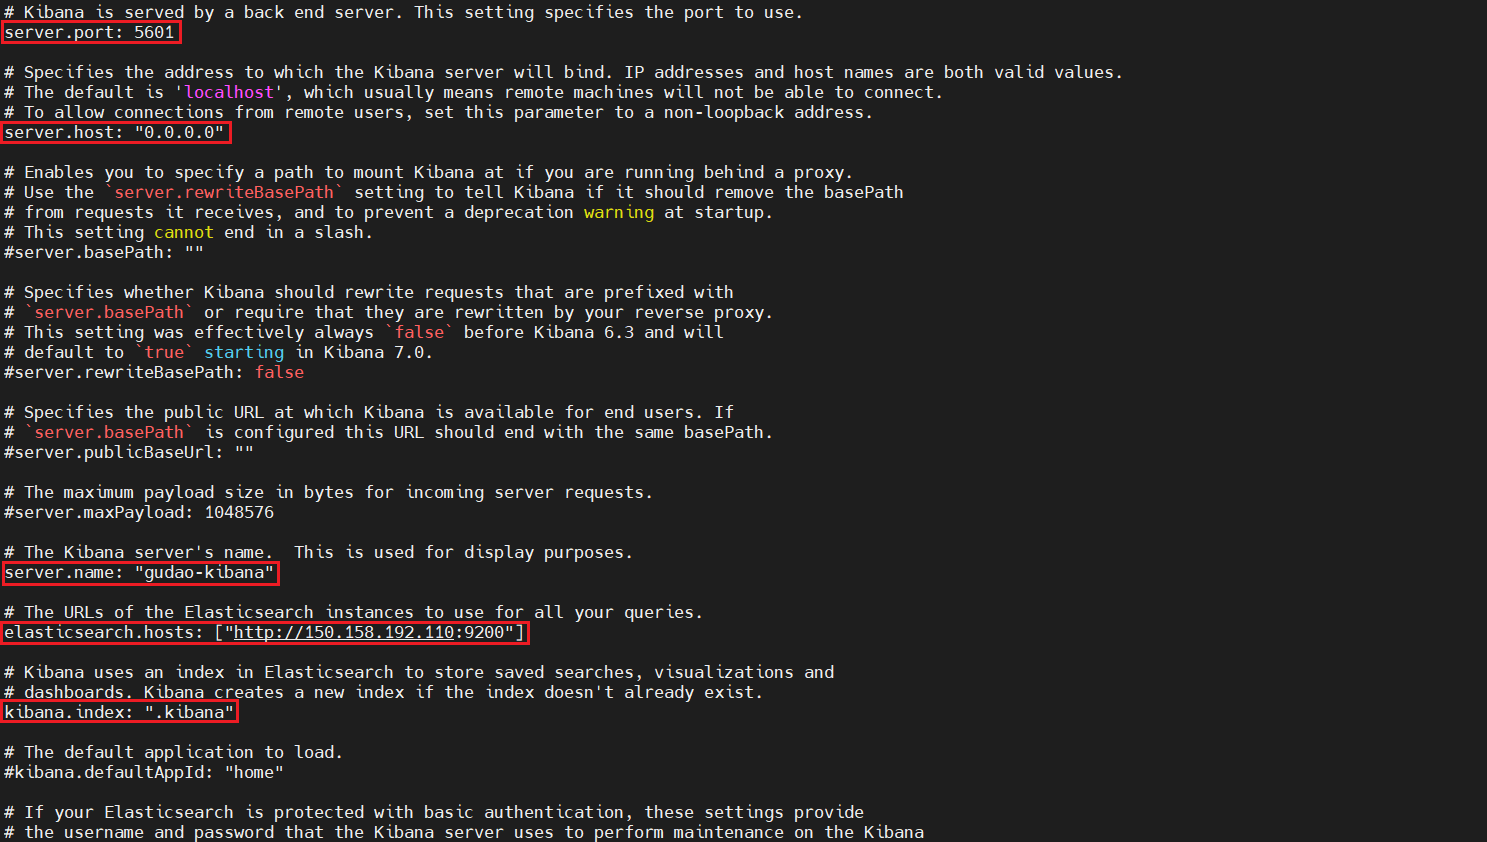 # Kibana is served by a back end server. This setting specifies the port to use.
server.port: 5601
# Specifies the address to which the Kibana server will bind. IP addresses and host names are both valid values.
# The default is 'localhost', which usually means remote machines will not be able to connect.
# To allow connections from remote users, set this parameter to a non-loopback address.
server.host: "0.0.0.0"
# Enables you to specify a path to mount Kibana at if you are running behind a proxy.
# Use the `server.rewriteBasePath` setting to tell Kibana if it should remove the basePath
# from requests it receives, and to prevent a deprecation warning at startup.
# This setting cannot end in a slash.
#server.basePath: ""
# Specifies whether Kibana should rewrite requests that are prefixed with
# `server.basePath` or require that they are rewritten by your reverse proxy.
# This setting was effectively always `false` before Kibana 6.3 and will
# default to `true` starting in Kibana 7.0.
#server.rewriteBasePath: false
# Specifies the public URL at which Kibana is available for end users. If
# `server.basePath` is configured this URL should end with the same basePath.
#server.publicBaseUrl: ""
# The maximum payload size in bytes for incoming server requests.
#server.maxPayload: 1048576
# The Kibana server's name.  This is used for display purposes.
server.name: "gudao-kibana"
# The URLs of the Elasticsearch instances to use for all your queries.
elasticsearch.hosts: ["http://150.158.192.110:9200"]
# Kibana uses an index in Elasticsearch to store saved searches, visualizations and
# dashboards. Kibana creates a new index if the index doesn't already exist.
kibana.index: ".kibana"
# The default application to load.
#kibana.defaultAppId: "home"
# If your Elasticsearch is protected with basic authentication, these settings provide
# the username and password that the Kibana server uses to perform maintenance on the Kibana